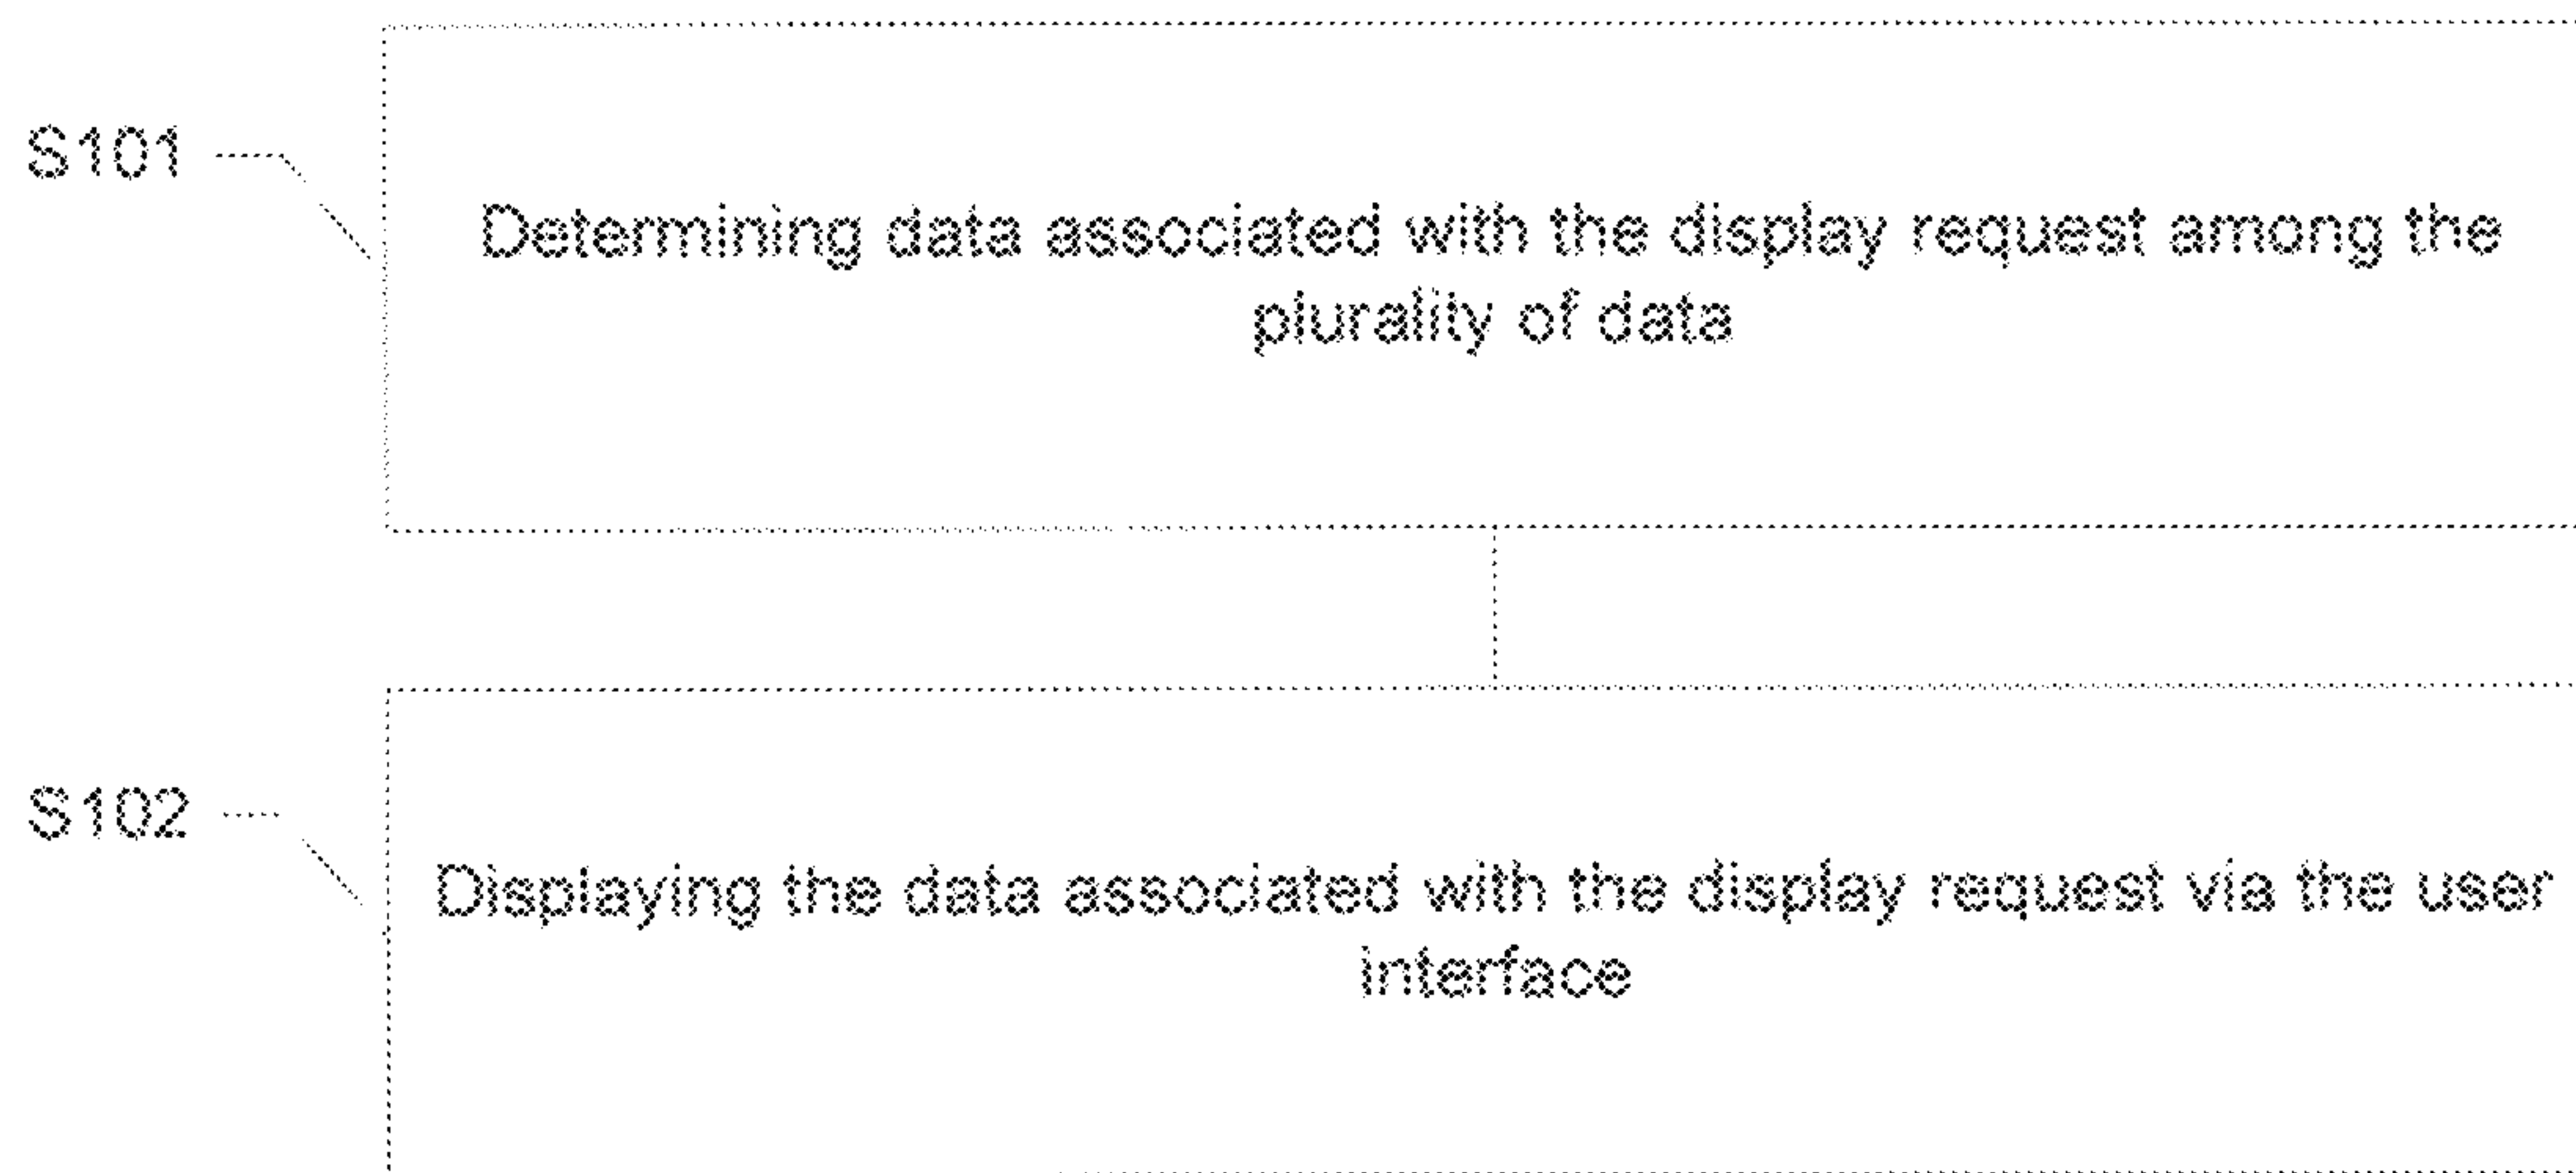 S101
Determining data associated with the display request among the
plurality of data
S102
Displaying the data associated with the display request via the user
interface